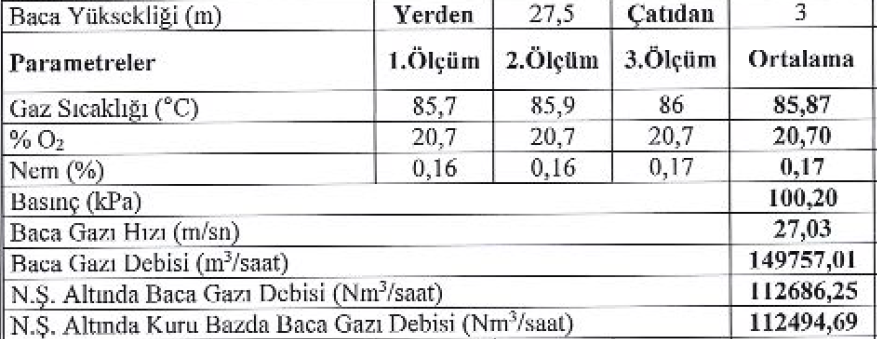 Baca Yüksekliği (m) Yerden 27,5 Çatıdan 3
Parametreler 1.Ölçüm 2.Ölçüm 3.Ölçüm Ortalama
Gaz Sıcaklığı (°C) 85,7 85,9 86 85,87
% O₂ 20,7 20,7 20,7 20,70
Nem (%) 0,16 0,16 0,17 0,17
Basınç (kPa) 100,20
Baca Gazı Hızı (m/sn) 27,03
Baca Gazı Debisi (m³/saat) 149757,01
N.Ş. Altında Baca Gazı Debisi (Nm³/saat) 112686,25
N.Ş. Altında Kuru Bazda Baca Gazı Debisi (Nm³/saat) 112494,69